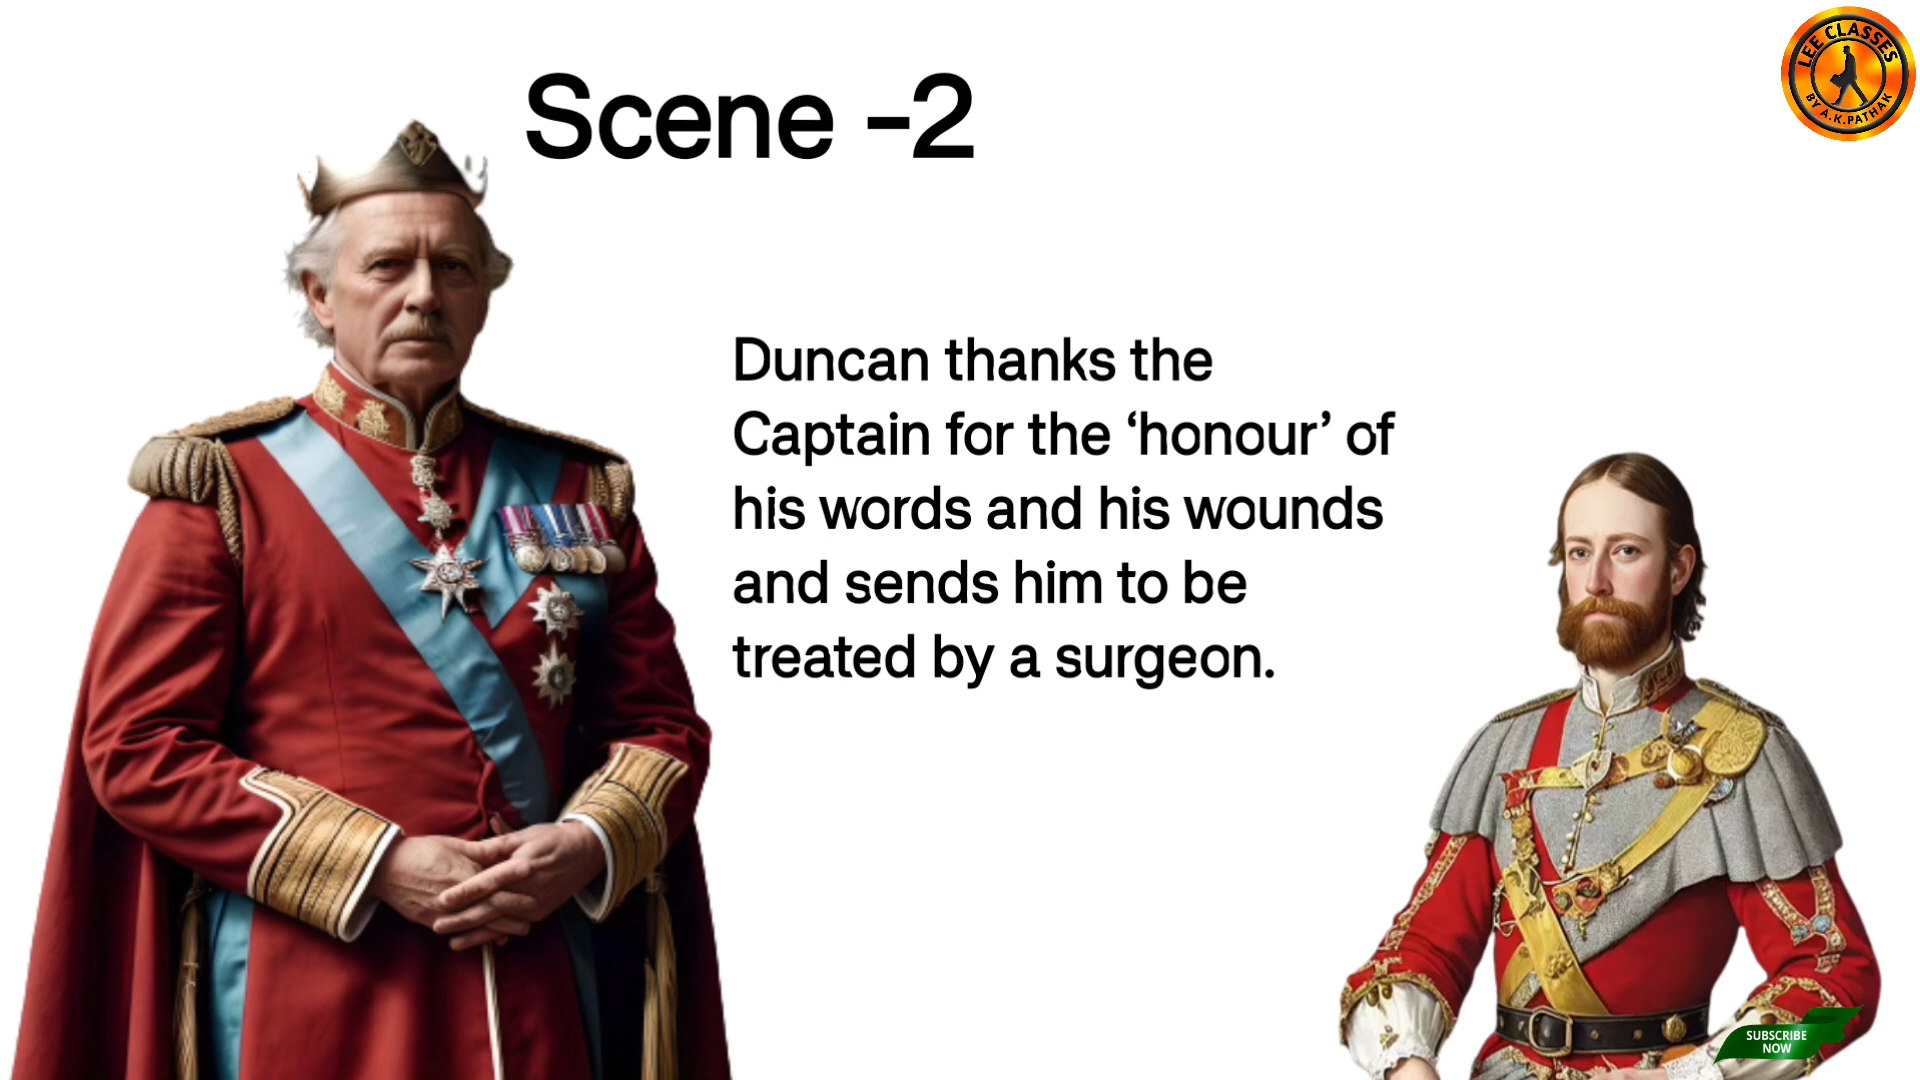 LEE CLASSES
BY A.K.PATHAK
Scene -2
Duncan thanks the
Captain for the ‘honour’ of
his words and his wounds
and sends him to be
treated by a surgeon.
SUBSCRIBE
NOW